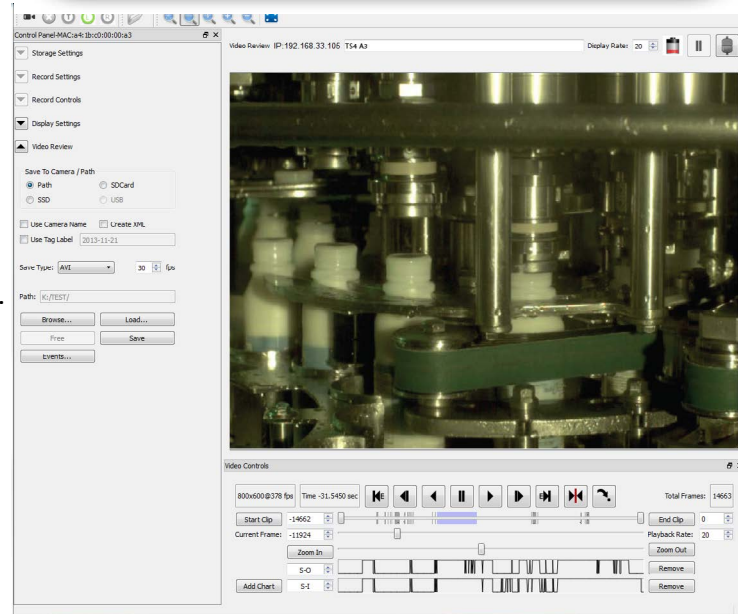 Control Panel-MAC:a4:1b:c0:00:00:a3
Storage Settings
Record Settings
Record Controls
Display Settings
Video Review
Save To Camera / Path
Path SDCard
SSD USB
Use Camera Name Create XML
Use Tag Label 2013-11-21
Save Type: AVI 30 fps
Path: K:/TEST/
Browse... Load...
Free Save
Events...
Video Review IP:192.168.33.106 TS4 A3 Display Rate: 20
Video Controls
800x600@378 fps Time -31.5450 sec Total Frames: 14663
Start Clip -14662 End Clip 0
Current Frame: -11924 Playback Rate: 20
Zoom In Zoom Out
S-O Remove
Add Chart S-I Remove